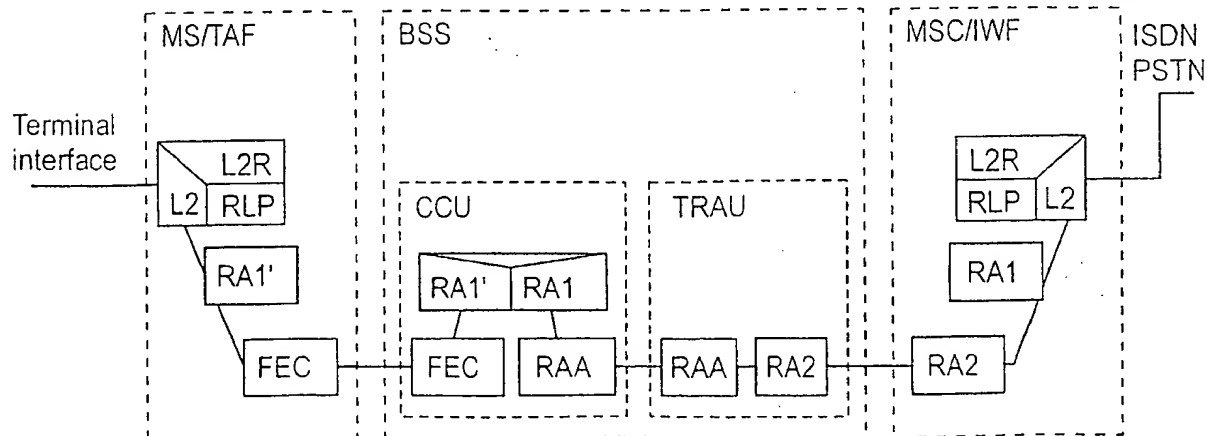 MS/TAF
BSS
MSC/IWF
ISDN
PSTN
Terminal
interface
L2R
L2
RLP
L2R
RLP
L2
CCU
TRAU
RA1'
RA1'
RA1
RA1
FEC
FEC
RAA
RAA
RA2
RA2